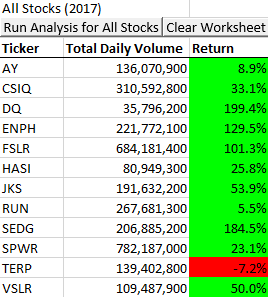 All Stocks (2017)
Run Analysis for All Stocks Clear Worksheet
Ticker Total Daily Volume Return
AY 136,070,900 8.9%
CSIQ 310,592,800 33.1%
DQ 35,796,200 199.4%
ENPH 221,772,100 129.5%
FSLR 684,181,400 101.3%
HASI 80,949,300 25.8%
JKS 191,632,200 53.9%
RUN 267,681,300 5.5%
SEDG 206,885,200 184.5%
SPWR 782,187,000 23.1%
TERP 139,402,800 -7.2%
VSLR 109,487,900 50.0%